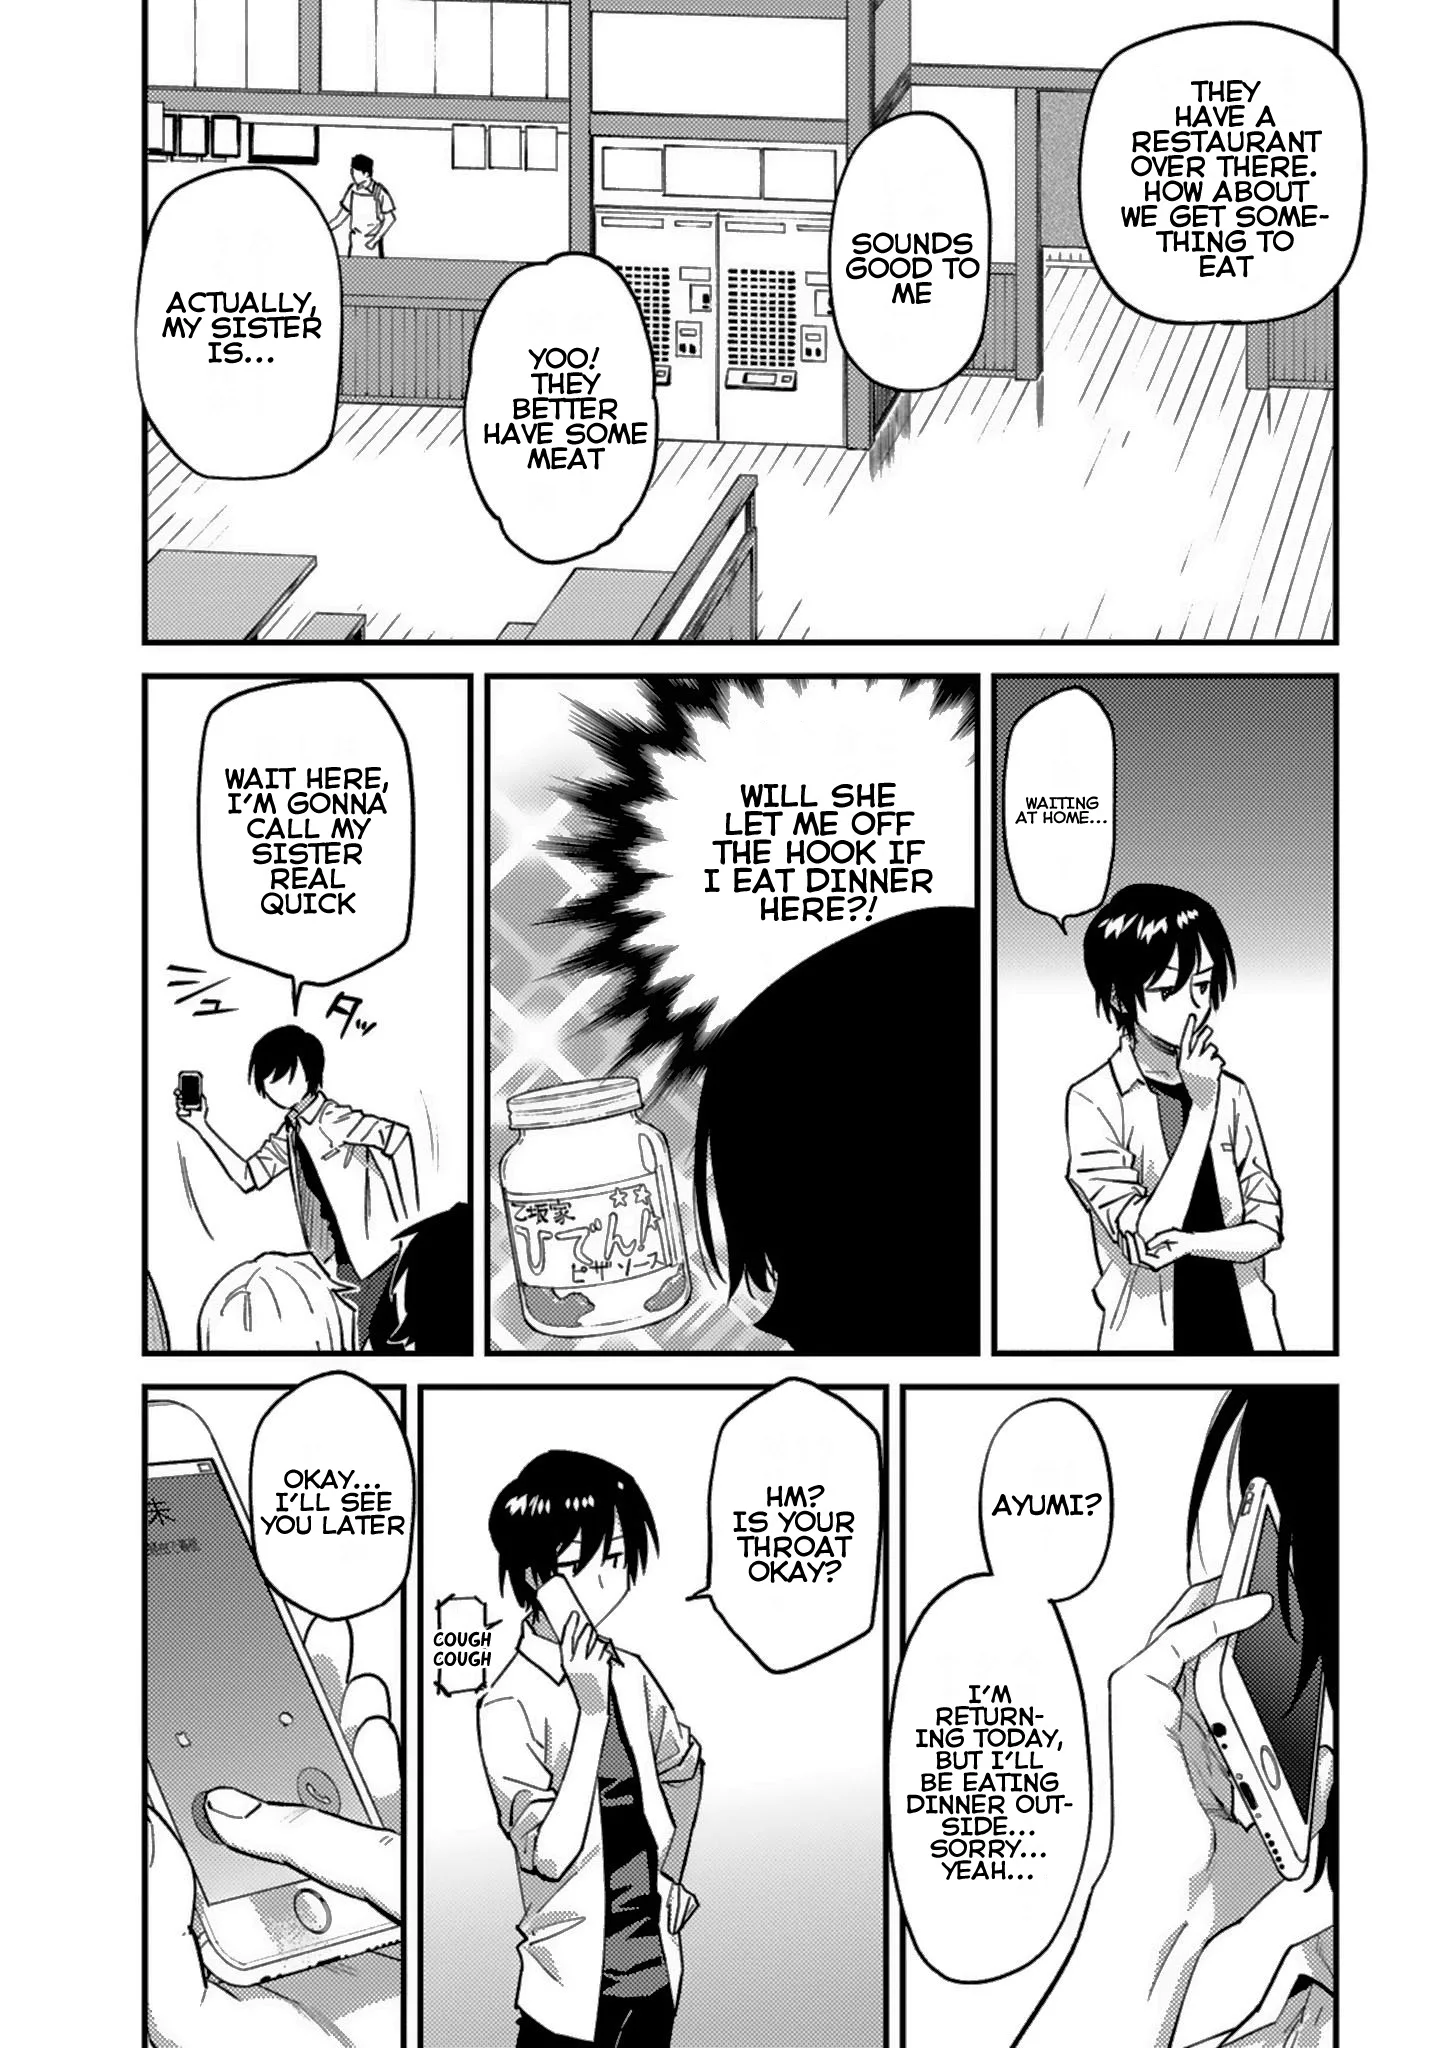 THEY
HAVE A
RESTAURANT
OVER THERE.
HOW ABOUT
WE GET SOME-
THING TO
EAT
SOUNDS
GOOD TO
ME
YOO!
THEY
BETTER
HAVE SOME
MEAT
ACTUALLY,
MY SISTER
IS...
WAITING
AT HOME...
WILL SHE
LET ME OFF
THE HOOK IF
I EAT DINNER
HERE?!
乙坂家
ひでん!
ピザソース
WAIT HERE,
I'M GONNA
CALL MY
SISTER
REAL
QUICK
シュ
タッ
AYUMI?
I'M
RETURN-
ING TODAY,
BUT I'LL
BE EATING
DINNER OUT-
SIDE...
SORRY...
YEAH...
HM?
IS YOUR
THROAT
OKAY?
COUGH
COUGH
OKAY...
I'LL SEE
YOU LATER
未